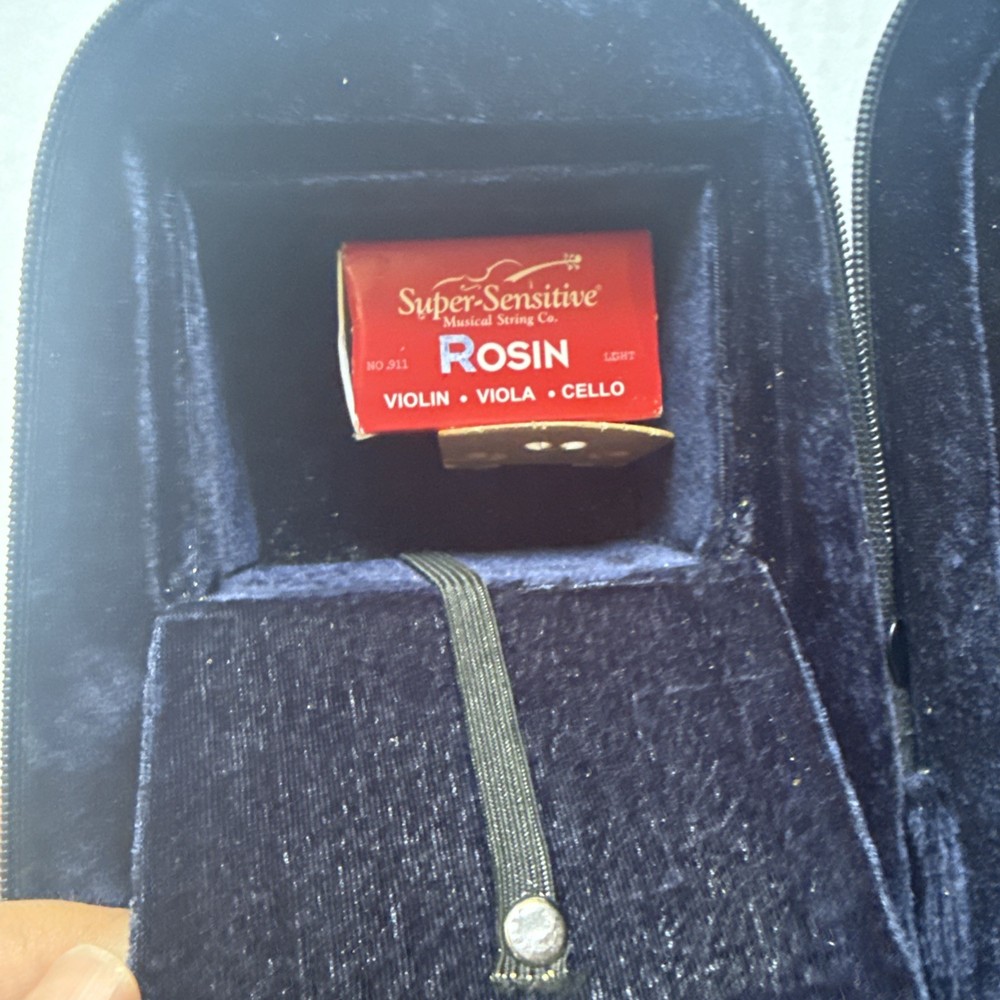 Super-Sensitive®
Musical String Co.
NO.911 ROSIN LIGHT
VIOLIN • VIOLA • CELLO